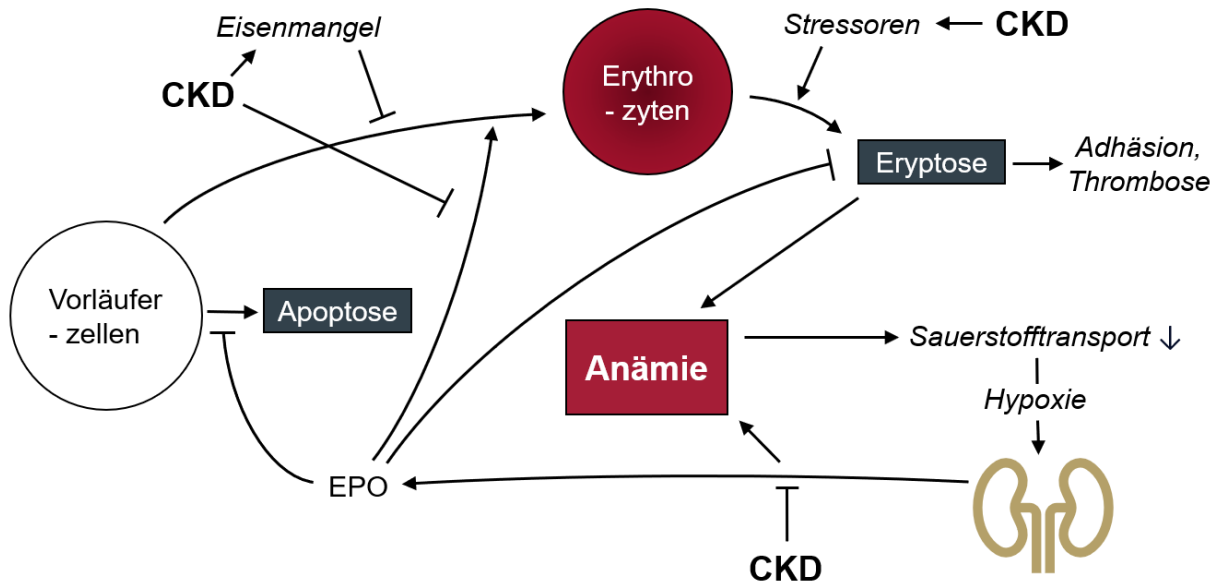 Eisenmangel
Stressoren
CKD
CKD
Erythro
- zyten
Eryptose
Adhäsion,
Thrombose
Vorläufer
- zellen
Apoptose
Anämie
Sauerstofftransport ↓
Hypoxie
EPO
CKD